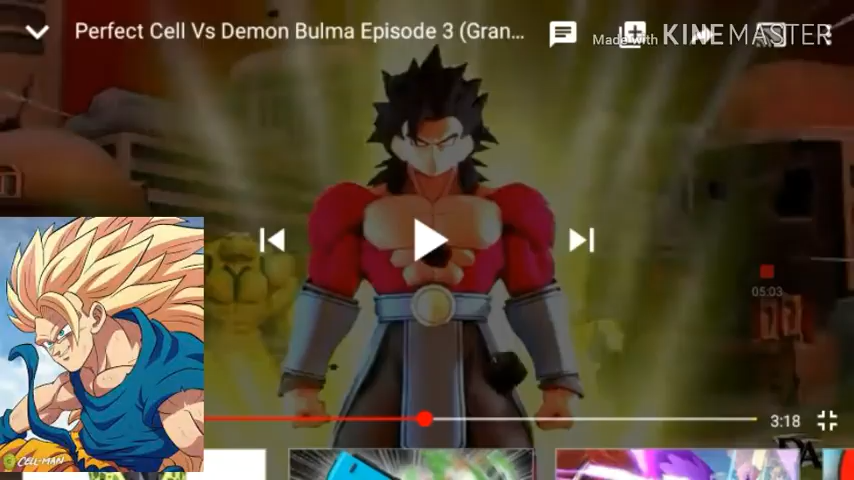 Perfect Cell Vs Demon Bulma Episode 3 (Gran...
Made with KINEMASTER
05:03
3:18
CELL-MAN